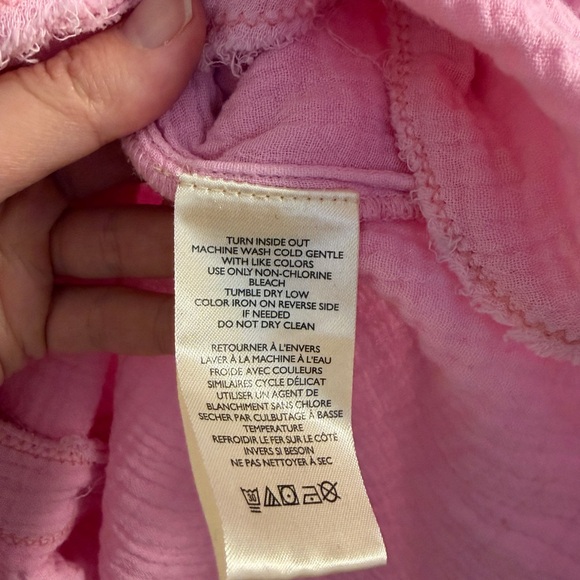 TURN INSIDE OUT
MACHINE WASH COLD GENTLE
WITH LIKE COLORS
USE ONLY NON-CHLORINE
BLEACH
TUMBLE DRY LOW
COLOR IRON ON REVERSE SIDE
IF NEEDED
DO NOT DRY CLEAN
RETOURNER À L'ENVERS
LAVER À LA MACHINE À L'EAU
FROIDE AVEC COULEURS
SIMILAIRES CYCLE DÉLICAT
UTILISER UN AGENT DE
BLANCHIMENT SANS CHLORE
SECHER PAR CULBUTAGE À BASSE
TEMPERATURE
REFROIDIR LE FER SUR LE CÔTÉ
INVERS SI BESOIN
NE PAS NETTOYER À SEC
30